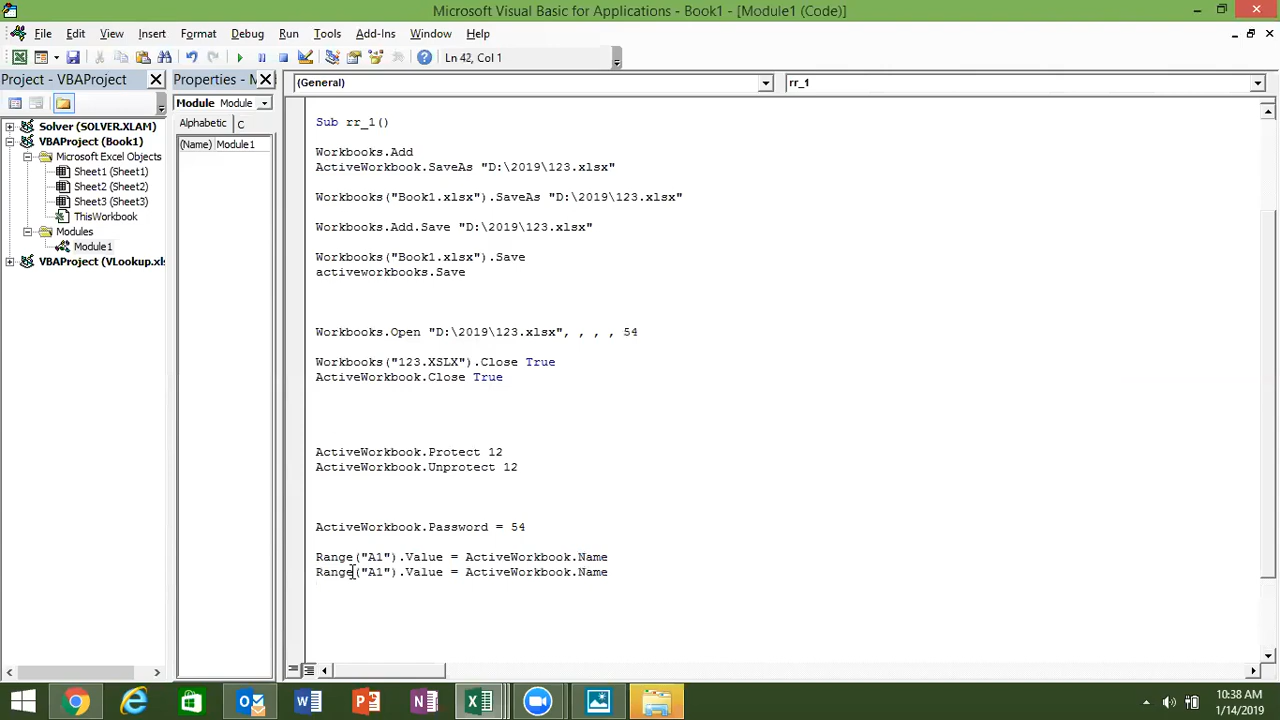 Microsoft Visual Basic for Applications - Book1 - [Module1 (Code)]
File Edit View Insert Format Debug Run Tools Add-Ins Window Help
Ln 42, Col 1
Project - VBAProject
Properties - M
(General)
rr_1
Module Module
Alphabetic C
(Name) Module1
Solver (SOLVER.XLAM)
VBAProject (Book1)
Microsoft Excel Objects
Sheet1 (Sheet1)
Sheet2 (Sheet2)
Sheet3 (Sheet3)
ThisWorkbook
Modules
Module1
VBAProject (VLookup.xls
Sub rr_1()
Workbooks.Add
ActiveWorkbook.SaveAs "D:\2019\123.xlsx"
Workbooks("Book1.xlsx").SaveAs "D:\2019\123.xlsx"
Workbooks.Add.Save "D:\2019\123.xlsx"
Workbooks("Book1.xlsx").Save
activeworkbooks.Save
Workbooks.Open "D:\2019\123.xlsx", , , , 54
Workbooks("123.XSLX").Close True
ActiveWorkbook.Close True
ActiveWorkbook.Protect 12
ActiveWorkbook.Unprotect 12
ActiveWorkbook.Password = 54
Range("A1").Value = ActiveWorkbook.Name
Range("A1").Value = ActiveWorkbook.Name
10:38 AM
1/14/2019